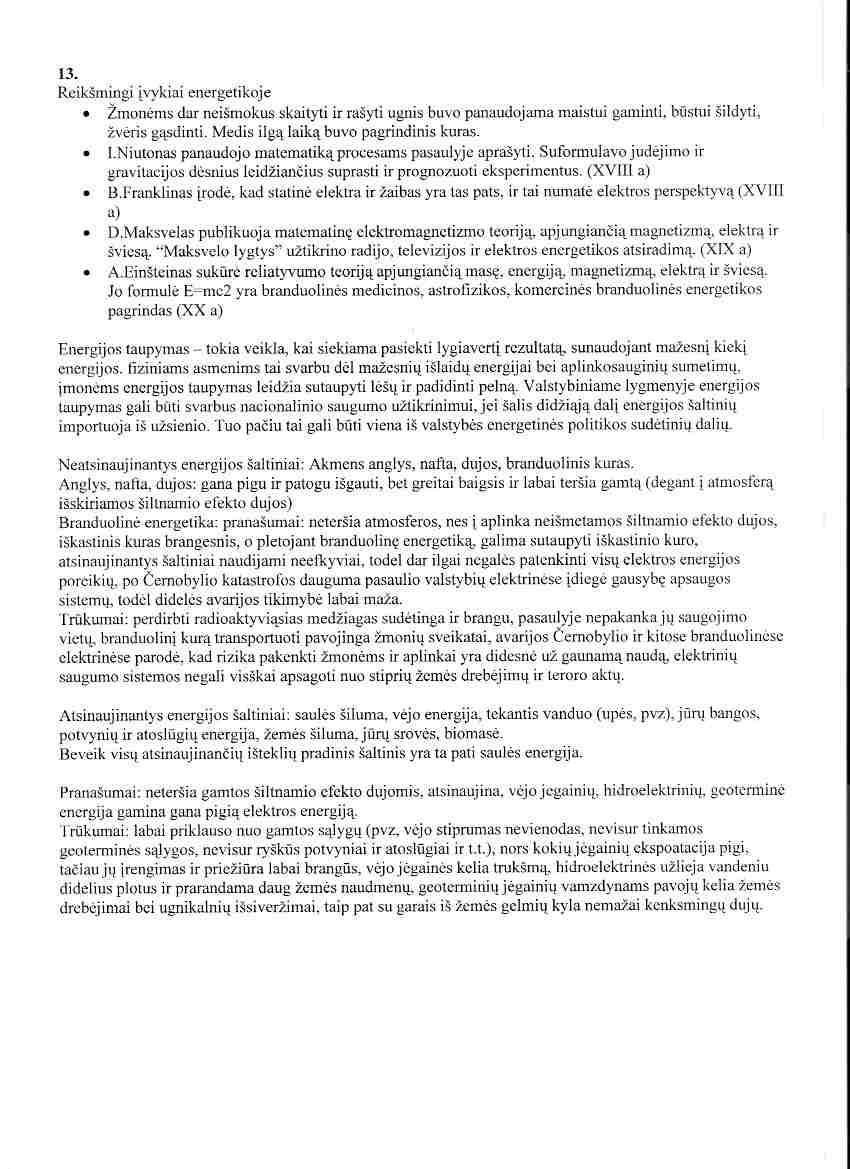 13.
Reikšmingi įvykiai energetikoje
• Žmonėms dar neišmokus skaityti ir rašyti ugnis buvo panaudojama maistui gaminti, būstui šildyti,
žvėris gąsdinti. Medis ilgą laiką buvo pagrindinis kuras.
• I.Niutonas panaudojo matematiką procesams pasaulyje aprašyti. Suformulavo judėjimo ir
gravitacijos dėsnius leidžiančius suprasti ir prognozuoti eksperimentus. (XVIII a)
• B.Franklinas įrodė, kad statinė elektra ir žaibas yra tas pats, ir tai numatė elektros perspektyvą (XVIII
a)
• D.Maksvelas publikuoja matematinę elektromagnetizmo teoriją, apjungiančią magnetizmą, elektrą ir
šviesą. “Maksvelo lygtys” užtikrino radijo, televizijos ir elektros energetikos atsiradimą. (XIX a)
• A.Einšteinas sukūrė reliatyvumo teoriją apjungiančią masę, energiją, magnetizmą, elektrą ir šviesą.
Jo formulė E=mc2 yra branduolinės medicinos, astrofizikos, komercinės branduolinės energetikos
pagrindas (XX a)
Energijos taupymas – tokia veikla, kai siekiama pasiekti lygiavertį rezultatą, sunaudojant mažesnį kiekį
energijos. fiziniams asmenims tai svarbu dėl mažesnių išlaidų energijai bei aplinkosauginių sumetimų,
įmonėms energijos taupymas leidžia sutaupyti lėšų ir padidinti pelną. Valstybiniame lygmenyje energijos
taupymas gali būti svarbus nacionalinio saugumo užtikrinimui, jei šalis didžiąją dalį energijos šaltinių
importuoja iš užsienio. Tuo pačiu tai gali būti viena iš valstybės energetinės politikos sudėtinių dalių.
Neatsinaujinantys energijos šaltiniai: Akmens anglys, nafta, dujos, branduolinis kuras.
Anglys, nafta, dujos: gana pigu ir patogu išgauti, bet greitai baigsis ir labai teršia gamtą (degant į atmosferą
išskiriamos šiltnamio efekto dujos)
Branduolinė energetika: pranašumai: neteršia atmosferos, nes į aplinka neišmetamos šiltnamio efekto dujos,
iškastinis kuras brangesnis, o pletojant branduolinę energetiką, galima sutaupyti iškastinio kuro,
atsinaujinantys šaltiniai naudijami neefkyviai, todel dar ilgai negalės patenkinti visų elektros energijos
poreikių, po Černobylio katastrofos dauguma pasaulio valstybių elektrinėse įdiegė gausybę apsaugos
sistemų, todėl didelės avarijos tikimybė labai maža.
Trūkumai: perdirbti radioaktyviąsias medžiagas sudėtinga ir brangu, pasaulyje nepakanka jų saugojimo
vietų, branduolinį kurą transportuoti pavojinga žmonių sveikatai, avarijos Černobylio ir kitose branduolinėse
elektrinėse parodė, kad rizika pakenkti žmonėms ir aplinkai yra didesnė už gaunamą naudą, elektrinių
saugumo sistemos negali visškai apsagoti nuo stiprių žemės drebėjimų ir teroro aktų.
Atsinaujinantys energijos šaltiniai: saulės šiluma, vėjo energija, tekantis vanduo (upės, pvz), jūrų bangos,
potvynių ir atoslūgių energija, žemės šiluma, jūrų srovės, biomasė.
Beveik visų atsinaujinančių išteklių pradinis šaltinis yra ta pati saulės energija.
Pranašumai: neteršia gamtos šiltnamio efekto dujomis, atsinaujina, vėjo jegainių, hidroelektrinių, geoterminė
energija gamina gana pigią elektros energiją.
Trūkumai: labai priklauso nuo gamtos sąlygų (pvz, vėjo stiprumas nevienodas, nevisur tinkamos
geoterminės sąlygos, nevisur ryškūs potvyniai ir atoslūgiai ir t.t.), nors kokių jėgainių ekspoatacija pigi,
tačiau jų įrengimas ir priežiūra labai brangūs, vėjo jėgainės kelia trukšmą, hidroelektrinės užlieja vandeniu
didelius plotus ir prarandama daug žemės naudmenų, geoterminių jėgainių vamzdynams pavojų kelia žemės
drebėjimai bei ugnikalnių išsiveržimai, taip pat su garais iš žemės gelmių kyla nemažai kenksmingų dujų.